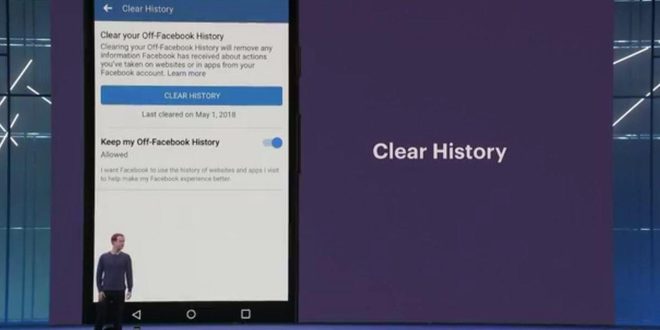 Clear History
Clear your Off-Facebook History
Clearing your Off-Facebook History will remove any
information Facebook has received about actions
you've taken on websites or in apps from your
Facebook account. Learn more
CLEAR HISTORY
Last cleared on May 1, 2018
Keep my Off-Facebook History
Allowed
I want Facebook to use the history of websites and apps I visit
to help make my Facebook experience better.
Clear History